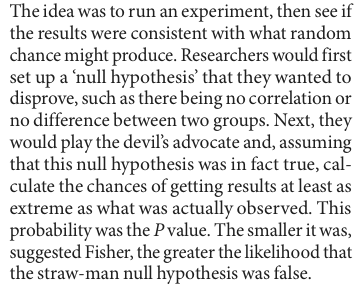 The idea was to run an experiment, then see if
the results were consistent with what random
chance might produce. Researchers would first
set up a ‘null hypothesis’ that they wanted to
disprove, such as there being no correlation or
no difference between two groups. Next, they
would play the devil’s advocate and, assuming
that this null hypothesis was in fact true, cal-
culate the chances of getting results at least as
extreme as what was actually observed. This
probability was the P value. The smaller it was,
suggested Fisher, the greater the likelihood that
the straw-man null hypothesis was false.